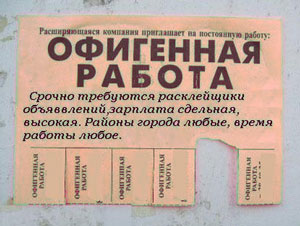 Расширяющаяся компания приглашает на постоянную работу:
ОФИГЕННАЯ
РАБОТА
Срочно требуются расклейщики
объяввлений,зарплата сдельная,
высокая. Районы города любые, время
работы любое.
ОФИГЕННАЯ
РАБОТА
ОФИГЕННАЯ
РАБОТА
ОФИГЕННАЯ
РАБОТА
ОФИГЕННАЯ
РАБОТА
ОФИГЕННАЯ
РАБОТА